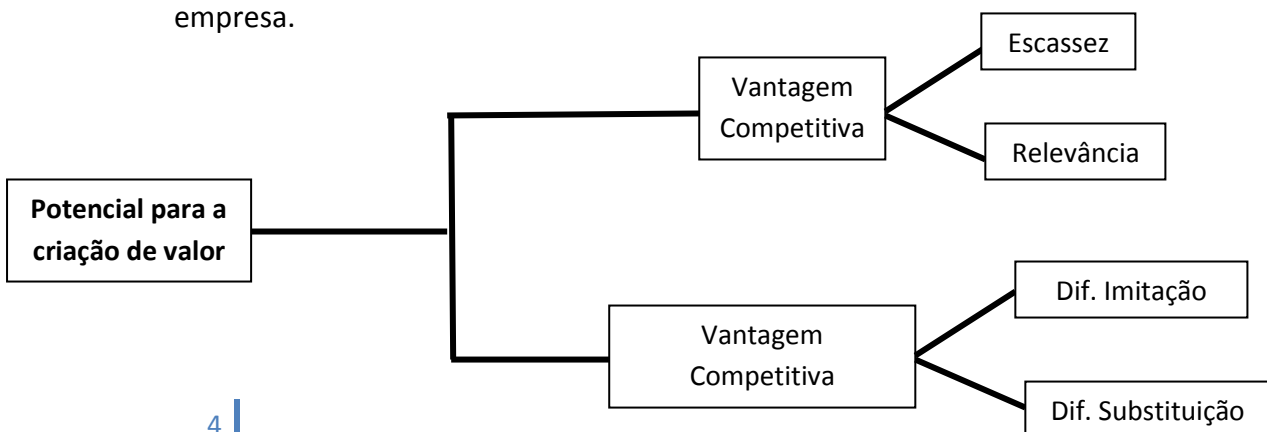 empresa.
Escassez
Vantagem
Competitiva
Relevância
Potencial para a
criação de valor
Dif. Imitação
Vantagem
Competitiva
Dif. Substituição
4